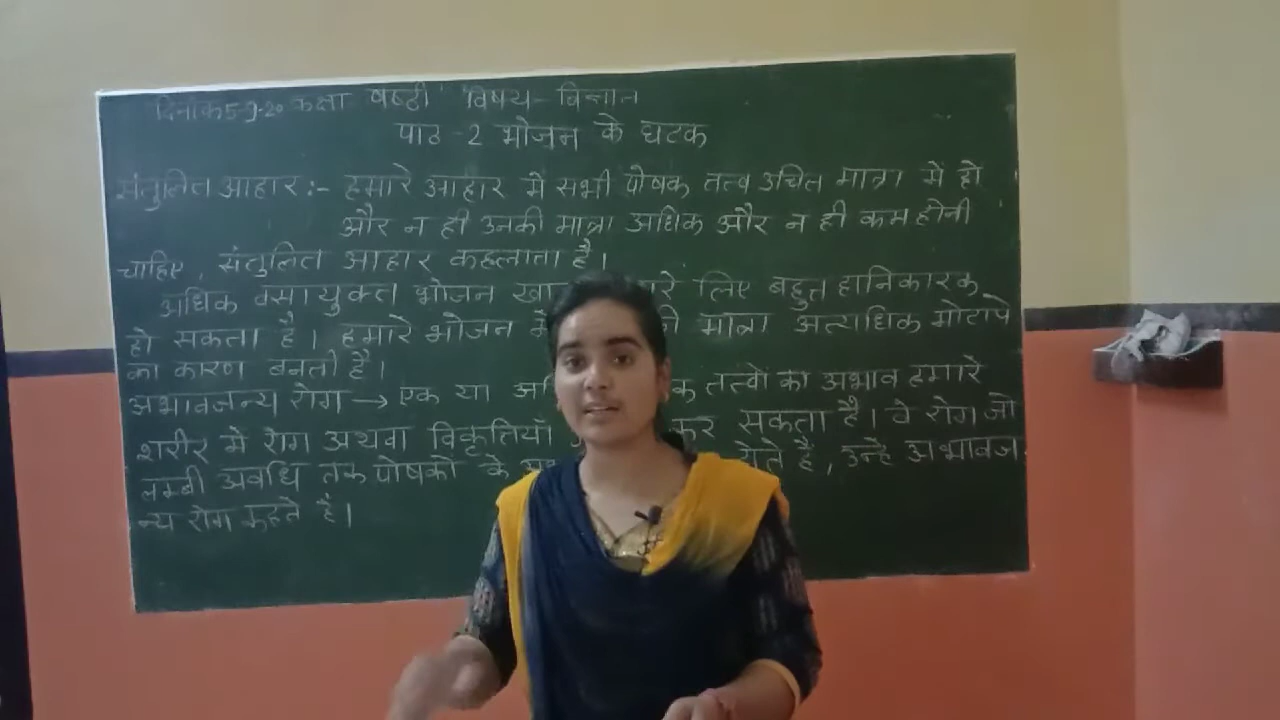 दिनांक 5-9-20 कक्षा षष्ठी विषय - विज्ञान
पाठ - 2 भोजन के घटक
संतुलित आहार :- हमारे आहार में सभी पोषक तत्व उचित मात्रा में हो
और न ही उनकी मात्रा अधिक और न ही कम होनी
चाहिए, संतुलित आहार कहलाता है।
अधिक वसायुक्त भोजन लिए बहुत हानिकारक
हो सकता है। हमारे भोजन मात्रा अत्यधिक मोटापे
का कारण बनती है।
अभावजन्य रोग → एक या तत्वों का अभाव हमारे
शरीर में रोग अथवा विकृतियाँ कर सकता है। वे रोग जो
लम्बी अवधि तक पोषकों के है, उन्हे अभावज
न्य रोग कहते हैं।